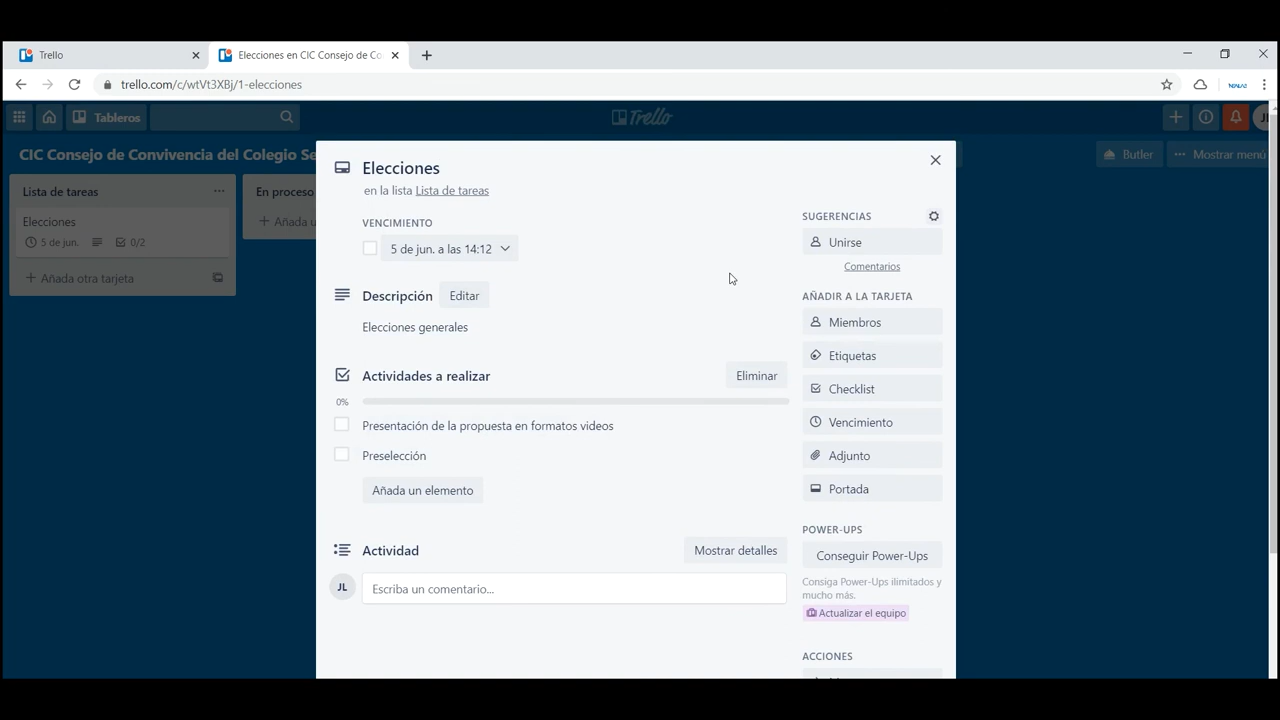 Trello
Elecciones en CIC Consejo de Co
trello.com/c/wtVt3XBj/1-elecciones
Tableros
Trello
JL
CIC Consejo de Convivencia del Colegio Se
Butler
Mostrar menú
Lista de tareas
En proceso
Elecciones
5 de jun.
0/2
Añada u
Añada otra tarjeta
Elecciones
en la lista Lista de tareas
VENCIMIENTO
5 de jun. a las 14:12
Descripción
Editar
Elecciones generales
Actividades a realizar
Eliminar
0%
Presentación de la propuesta en formatos videos
Preselección
Añada un elemento
Actividad
Mostrar detalles
JL
Escriba un comentario...
SUGERENCIAS
Unirse
Comentarios
AÑADIR A LA TARJETA
Miembros
Etiquetas
Checklist
Vencimiento
Adjunto
Portada
POWER-UPS
Conseguir Power-Ups
Consiga Power-Ups ilimitados y
mucho más.
Actualizar el equipo
ACCIONES